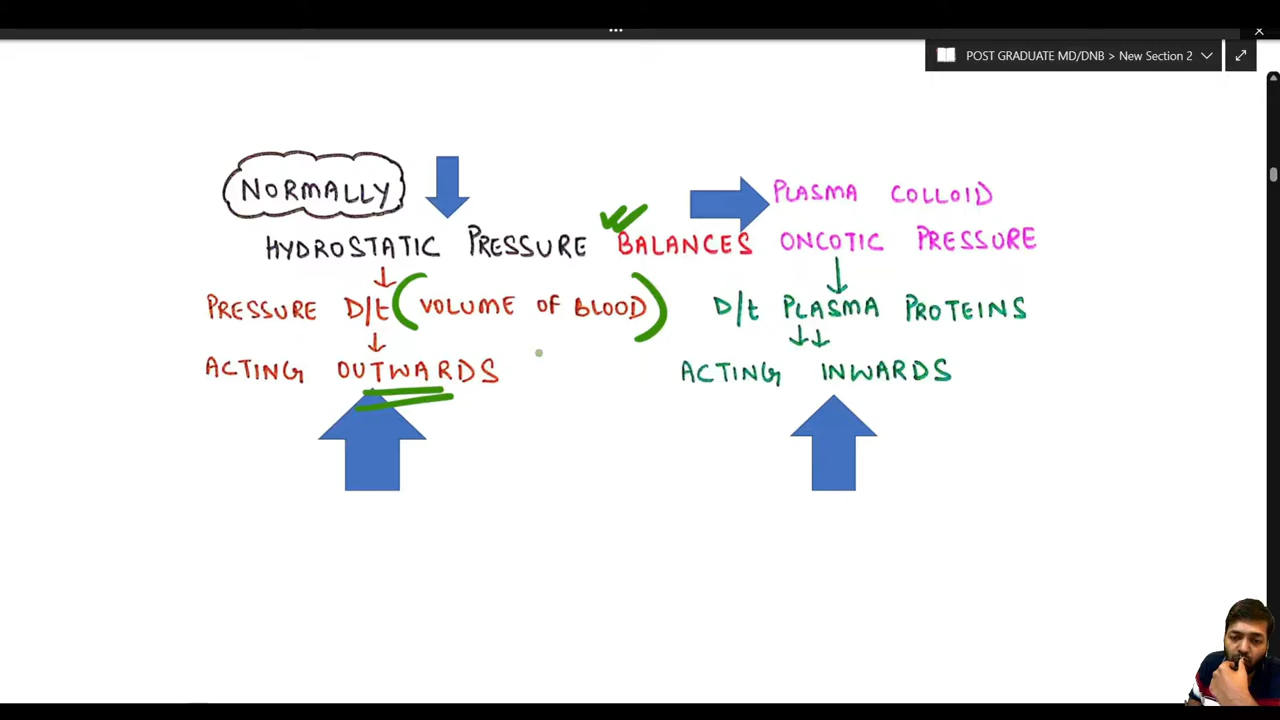 ...
POST GRADUATE MD/DNB > New Section 2
NORMALLY
PLASMA COLLOID
HYDROSTATIC PRESSURE BALANCES ONCOTIC PRESSURE
PRESSURE D/t (VOLUME OF BLOOD)
D/t PLASMA PROTEINS
ACTING OUTWARDS
ACTING INWARDS